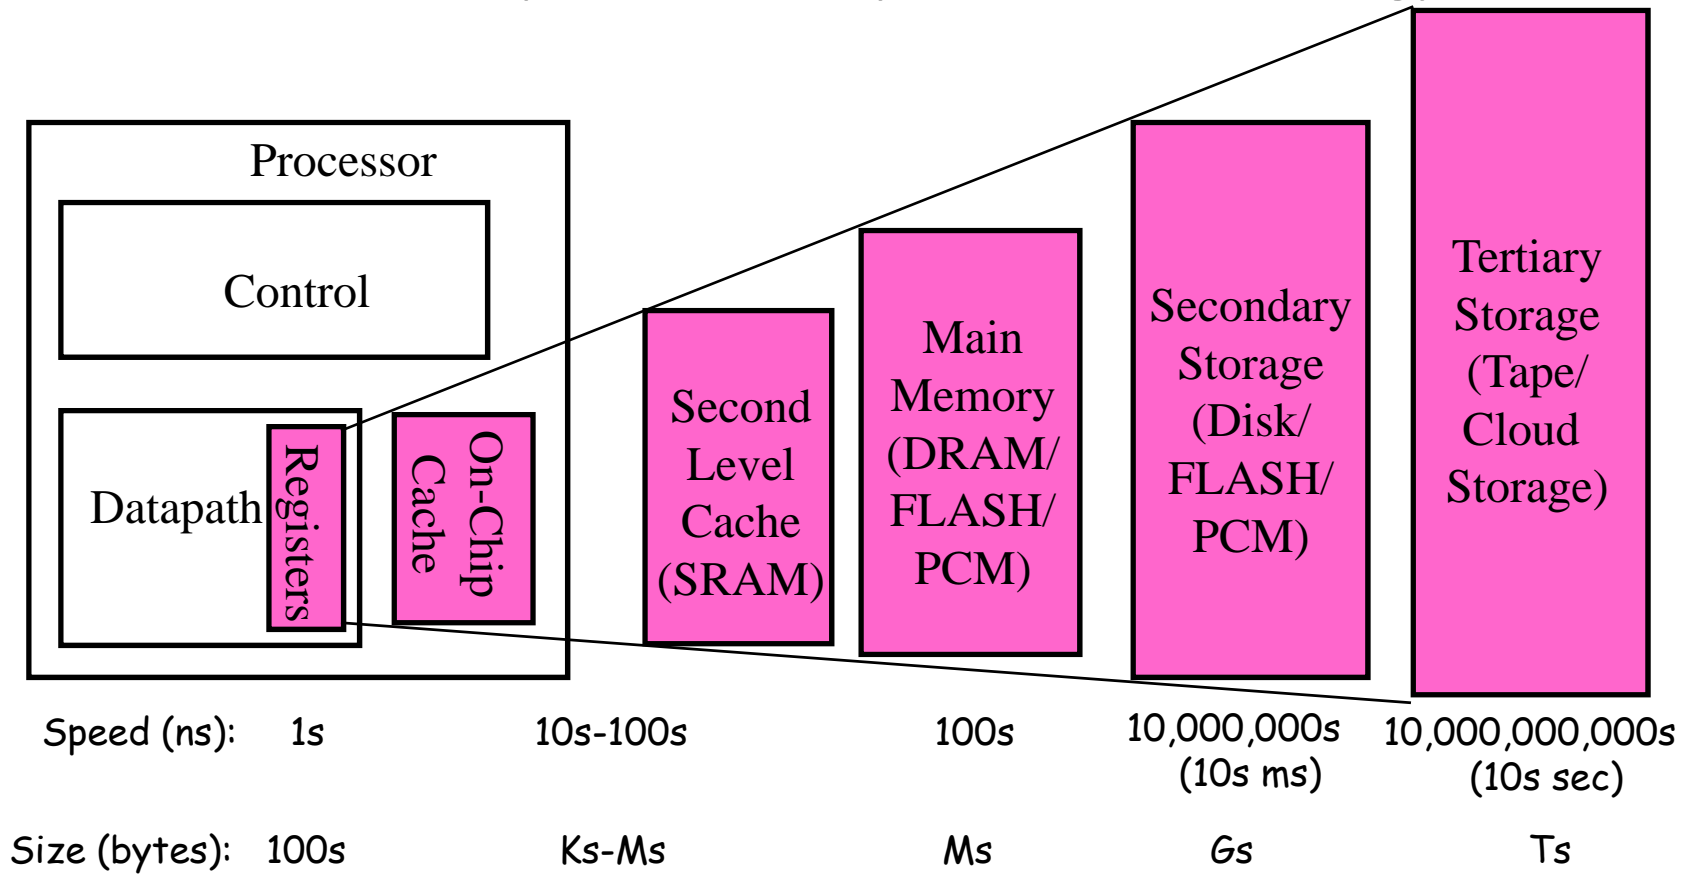 Processor
Control
Datapath
Registers
On-Chip
Cache
Second
Level
Cache
(SRAM)
Main
Memory
(DRAM/
FLASH/
PCM)
Secondary
Storage
(Disk/
FLASH/
PCM)
Tertiary
Storage
(Tape/
Cloud
Storage)
Speed (ns): 1s 10s-100s 100s 10,000,000s 10,000,000,000s
(10s ms) (10s sec)
Size (bytes): 100s Ks-Ms Ms Gs Ts